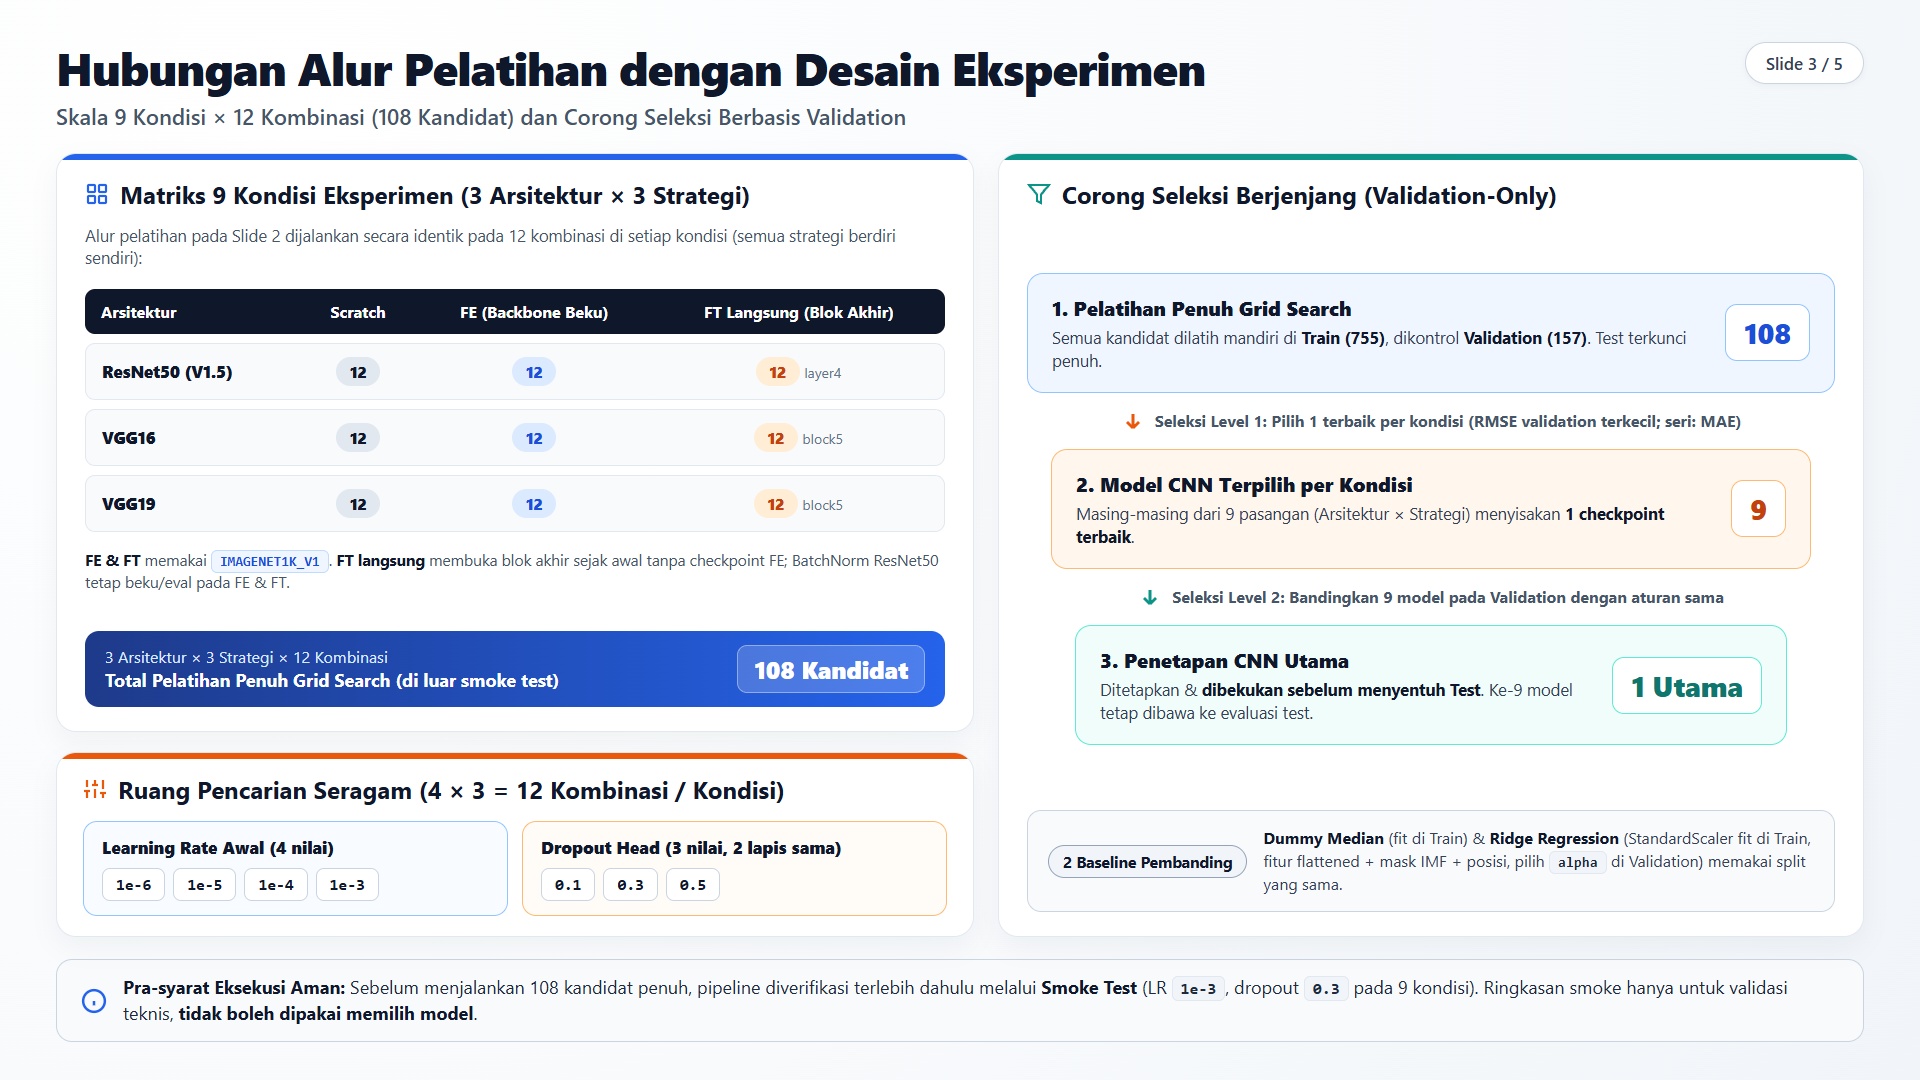 Hubungan Alur Pelatihan dengan Desain Eksperimen
Slide 3 / 5
Skala 9 Kondisi × 12 Kombinasi (108 Kandidat) dan Corong Seleksi Berbasis Validation
Matriks 9 Kondisi Eksperimen (3 Arsitektur × 3 Strategi)
Alur pelatihan pada Slide 2 dijalankan secara identik pada 12 kombinasi di setiap kondisi (semua strategi berdiri
sendiri):
Arsitektur Scratch FE (Backbone Beku) FT Langsung (Blok Akhir)
ResNet50 (V1.5) 12 12 12 layer4
VGG16 12 12 12 block5
VGG19 12 12 12 block5
FE & FT memakai IMAGENET1K_V1. FT langsung membuka blok akhir sejak awal tanpa checkpoint FE; BatchNorm ResNet50
tetap beku/eval pada FE & FT.
3 Arsitektur × 3 Strategi × 12 Kombinasi
Total Pelatihan Penuh Grid Search (di luar smoke test)
108 Kandidat
Ruang Pencarian Seragam (4 × 3 = 12 Kombinasi / Kondisi)
Learning Rate Awal (4 nilai)
1e-6 1e-5 1e-4 1e-3
Dropout Head (3 nilai, 2 lapis sama)
0.1 0.3 0.5
Corong Seleksi Berjenjang (Validation-Only)
1. Pelatihan Penuh Grid Search
Semua kandidat dilatih mandiri di Train (755), dikontrol Validation (157). Test terkunci
penuh.
108
Seleksi Level 1: Pilih 1 terbaik per kondisi (RMSE validation terkecil; seri: MAE)
2. Model CNN Terpilih per Kondisi
Masing-masing dari 9 pasangan (Arsitektur × Strategi) menyisakan 1 checkpoint
terbaik.
9
Seleksi Level 2: Bandingkan 9 model pada Validation dengan aturan sama
3. Penetapan CNN Utama
Ditetapkan & dibekukan sebelum menyentuh Test. Ke-9 model
tetap dibawa ke evaluasi test.
1 Utama
2 Baseline Pembanding
Dummy Median (fit di Train) & Ridge Regression (StandardScaler fit di Train,
fitur flattened + mask IMF + posisi, pilih alpha di Validation) memakai split
yang sama.
Pra-syarat Eksekusi Aman: Sebelum menjalankan 108 kandidat penuh, pipeline diverifikasi terlebih dahulu melalui Smoke Test (LR 1e-3, dropout 0.3 pada 9 kondisi). Ringkasan smoke hanya untuk validasi
teknis, tidak boleh dipakai memilih model.